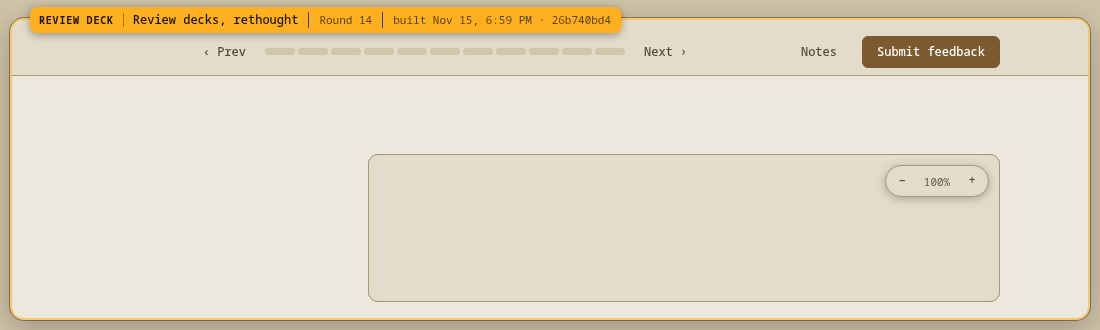 REVIEW DECK Review decks, rethought Round 14 built Nov 15, 6:59 PM · 26b740bd4
‹ Prev Next › Notes Submit feedback
− 100% +